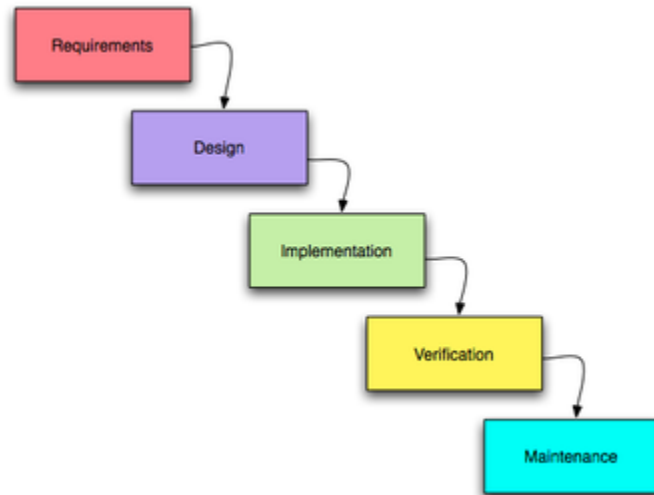 Requirements
Design
Implementation
Verification
Maintenance